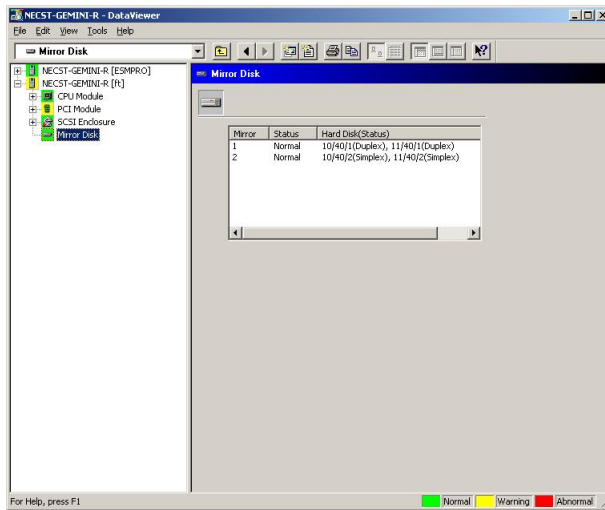 NECST-GEMINI-R - DataViewer
File Edit View Tools Help
Mirror Disk
NECST-GEMINI-R [ESMPRO]
NECST-GEMINI-R [ft]
CPU Module
PCI Module
SCSI Enclosure
Mirror Disk
Mirror Disk
Mirror Status Hard Disk(Status)
1 Normal 10/40/1(Duplex), 11/40/1(Duplex)
2 Normal 10/40/2(Simplex), 11/40/2(Simplex)
For Help, press F1
Normal Warning Abnormal